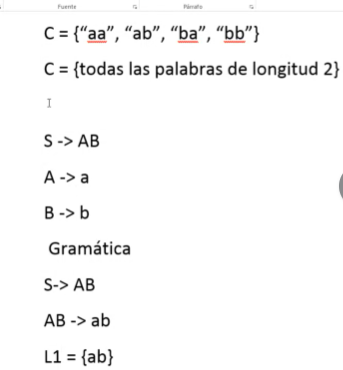 Fuente Párrafo
C = {“aa”, “ab”, “ba”, “bb”}
C = {todas las palabras de longitud 2}
S -> AB
A -> a
B -> b
Gramática
S-> AB
AB -> ab
L1 = {ab}